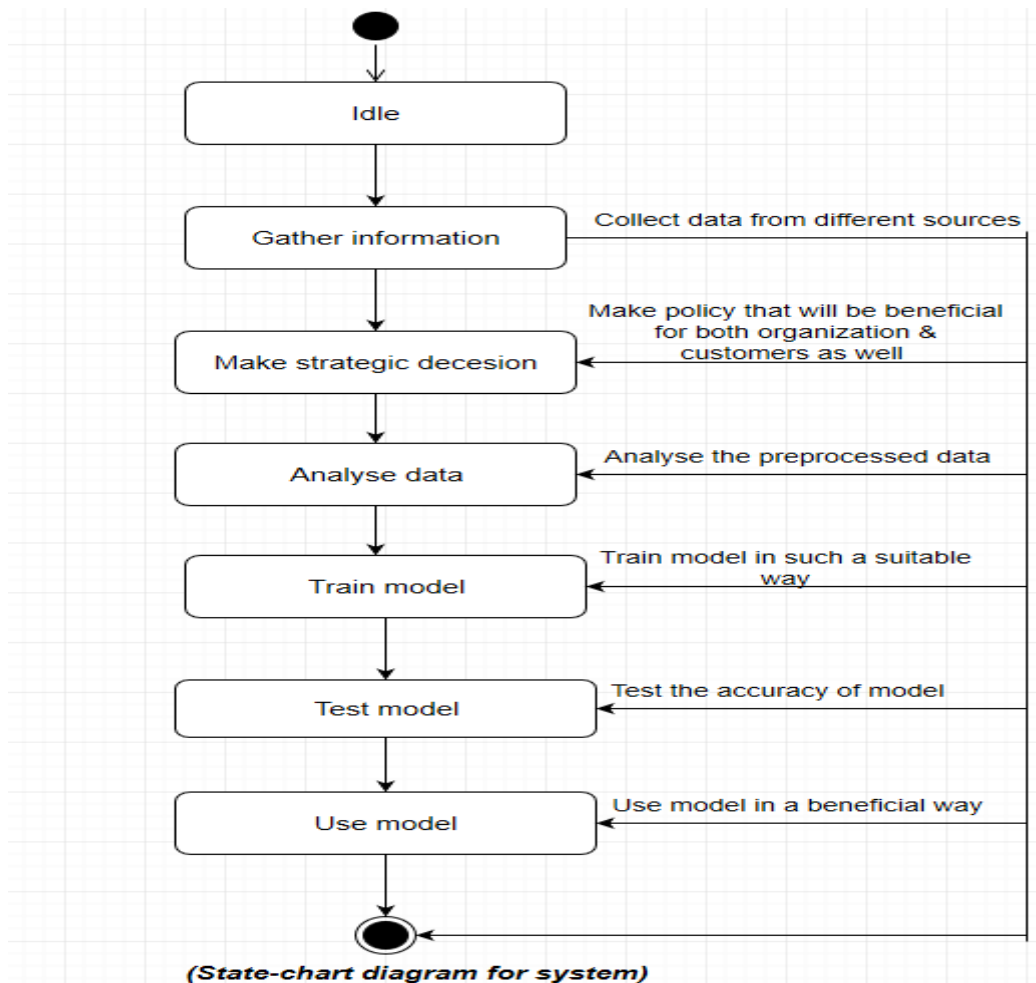 Idle
Gather information
Collect data from different sources
Make policy that will be beneficial
for both organization &
customers as well
Make strategic decesion
Analyse data
Analyse the preprocessed data
Train model in such a suitable
way
Train model
Test model
Test the accuracy of model
Use model
Use model in a beneficial way
(State-chart diagram for system)